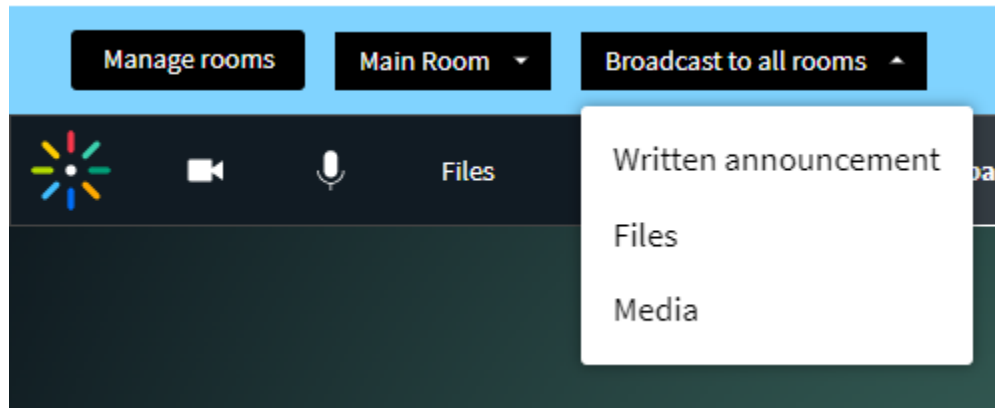 Manage rooms
Main Room
Broadcast to all rooms
Files
Written announcement
Files
Media